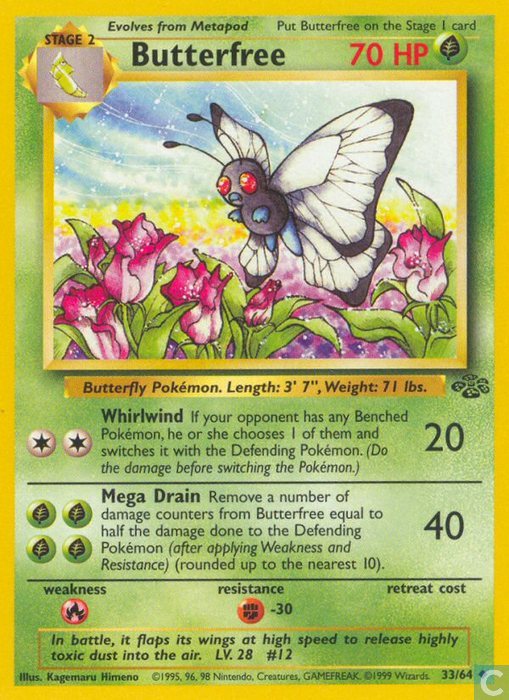 Evolves from Metapod Put Butterfree on the Stage 1 card
STAGE 2
Butterfree 70 HP
Butterfly Pokémon. Length: 3' 7", Weight: 71 lbs.
Whirlwind If your opponent has any Benched
Pokémon, he or she chooses 1 of them and
switches it with the Defending Pokémon. (Do
the damage before switching the Pokémon.)
20
Mega Drain Remove a number of
damage counters from Butterfree equal to
half the damage done to the Defending
Pokémon (after applying Weakness and
Resistance) (rounded up to the nearest 10).
40
weakness resistance retreat cost
-30
In battle, it flaps its wings at high speed to release highly
toxic dust into the air. LV. 28 #12
Illus. Kagemaru Himeno ©1995, 96, 98 Nintendo, Creatures, GAMEFREAK. ©1999 Wizards. 33/64
C